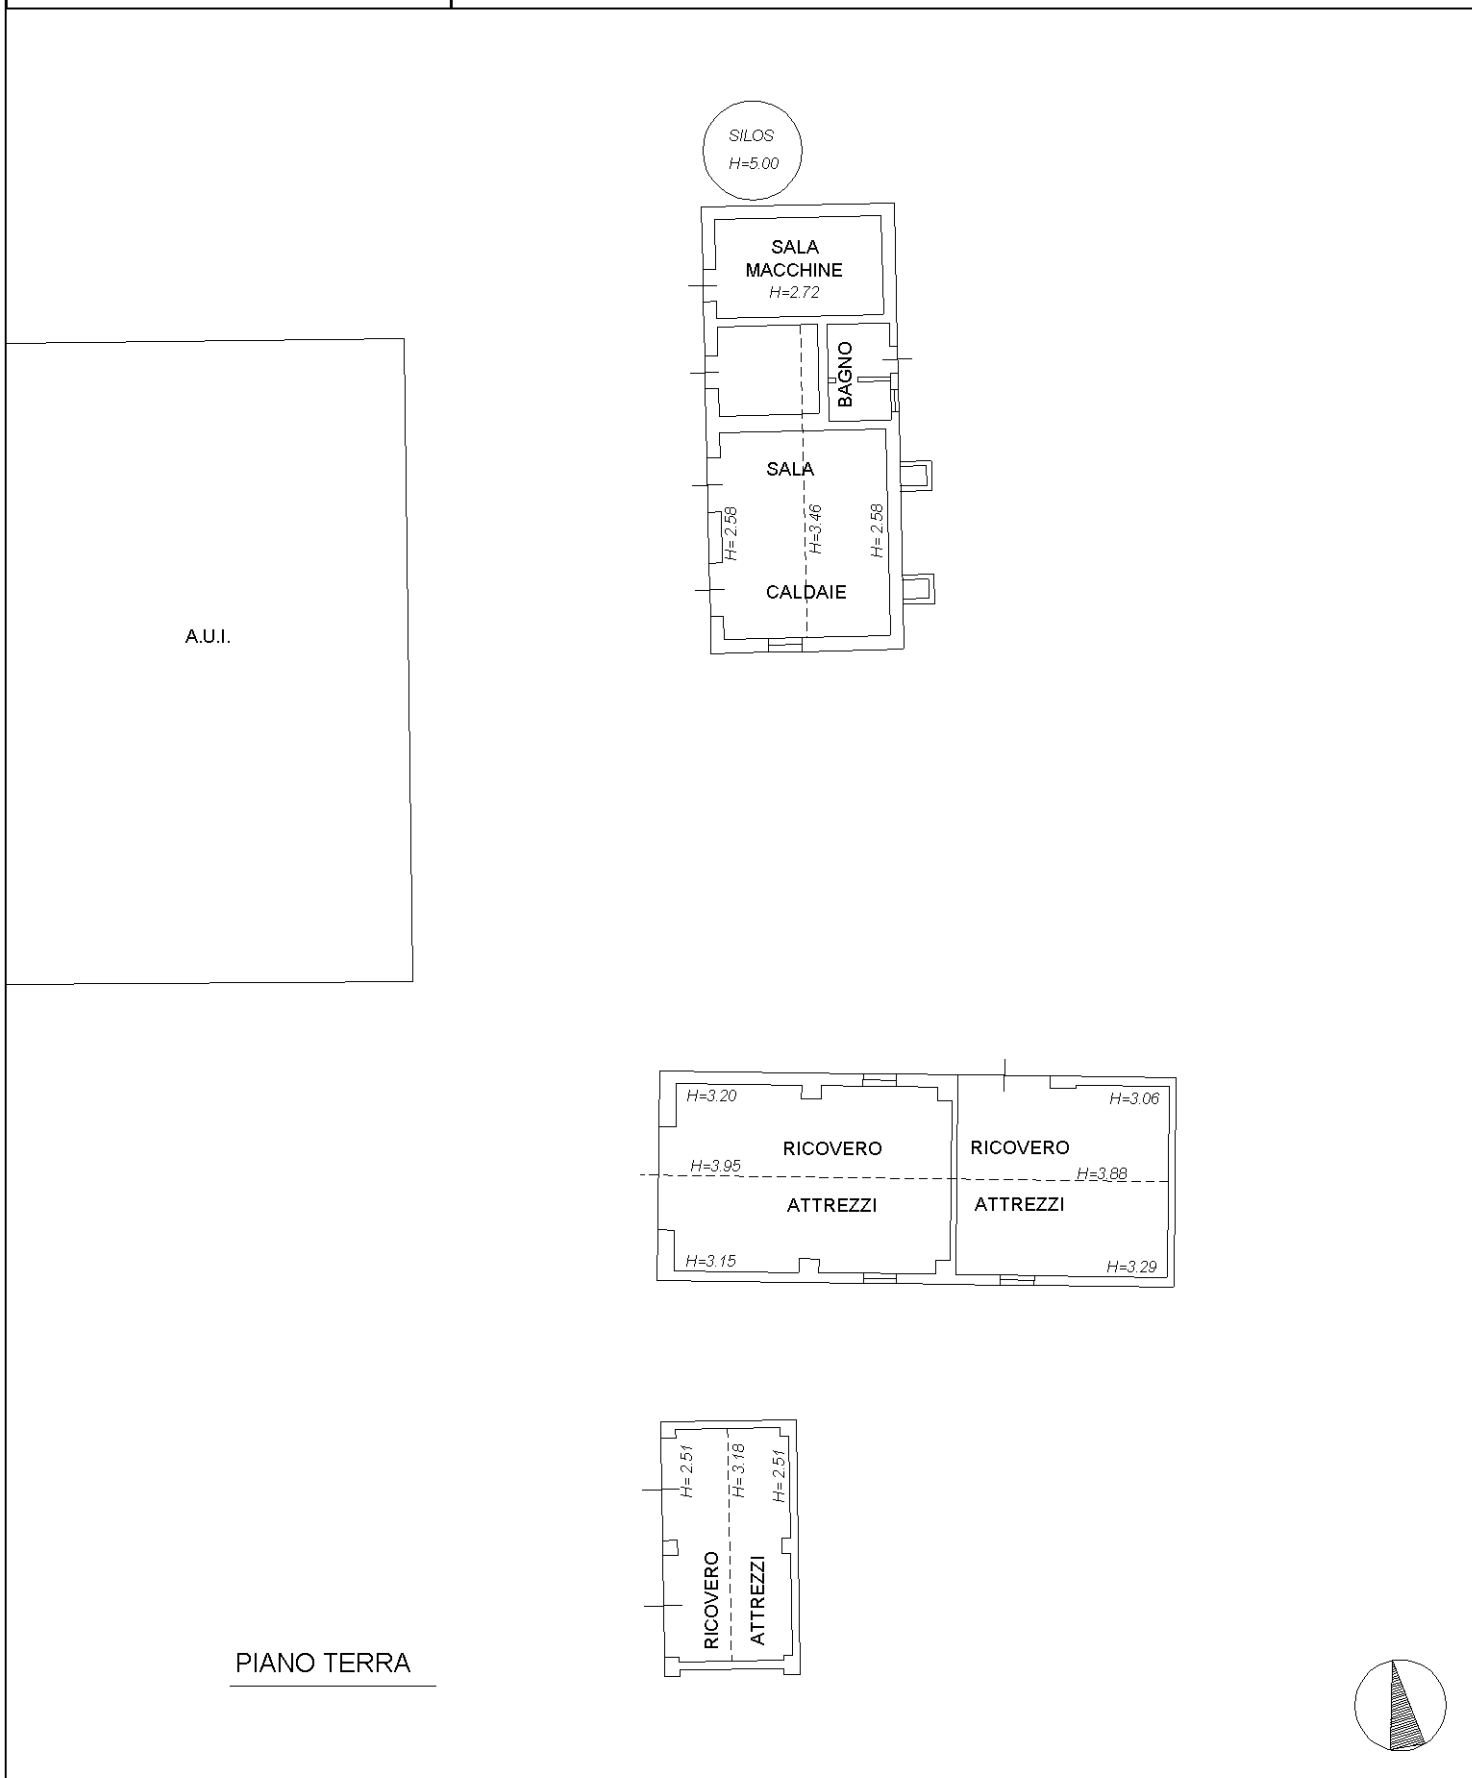 SILOS
H=5.00
SALA
MACCHINE
H=2.72
BAGNO
SALA
H= 2.58
H=3.46
H= 2.58
CALDAIE
A.U.I.
H=3.20
H=3.06
RICOVERO
RICOVERO
H=3.95
H=3.88
ATTREZZI
ATTREZZI
H=3.15
H=3.29
H= 2.51
H= 3.18
H= 2.51
RICOVERO
ATTREZZI
PIANO TERRA